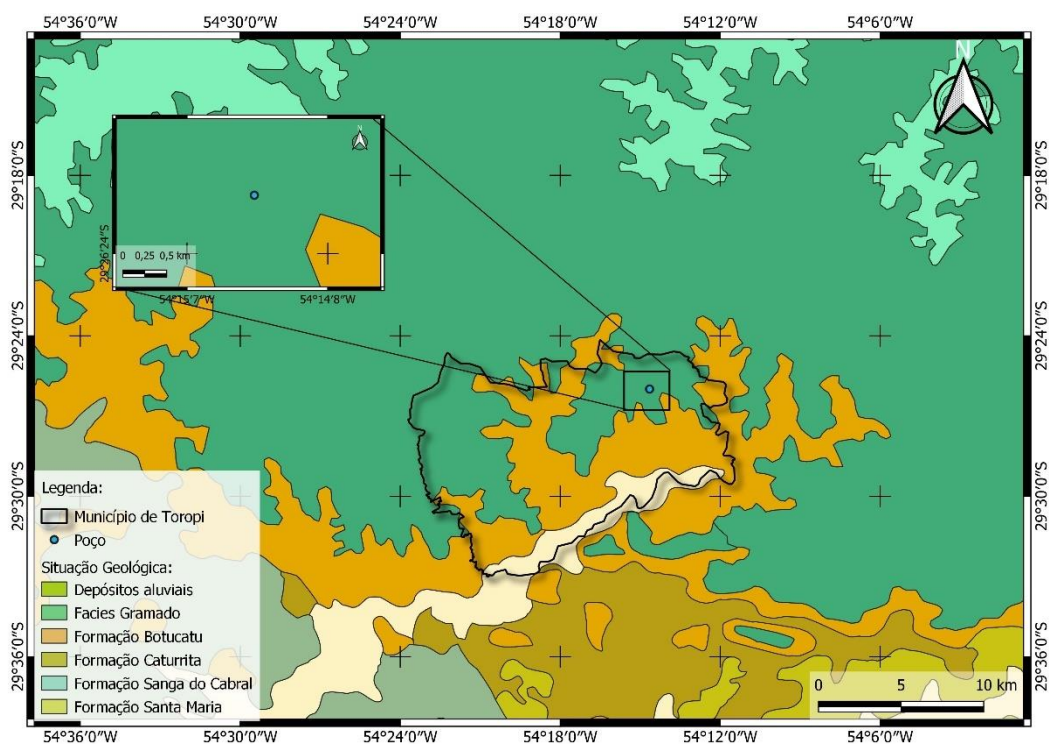 54°36'0"W 54°30'0"W 54°24'0"W 54°18'0"W 54°12'0"W 54°6'0"W
N
N
29°18'0"S
29°18'0"S
29°26'24"S
0 0,25 0,5 km
54°15'7"W 54°14'8"W
29°24'0"S
29°24'0"S
Legenda:
Município de Toropi
Poço
Situação Geológica:
Depósitos aluviais
Facies Gramado
Formação Botucatu
Formação Caturrita
Formação Sanga do Cabral
Formação Santa Maria
29°30'0"S
29°30'0"S
29°36'0"S
29°36'0"S
0 5 10 km
54°36'0"W 54°30'0"W 54°24'0"W 54°18'0"W 54°12'0"W 54°6'0"W